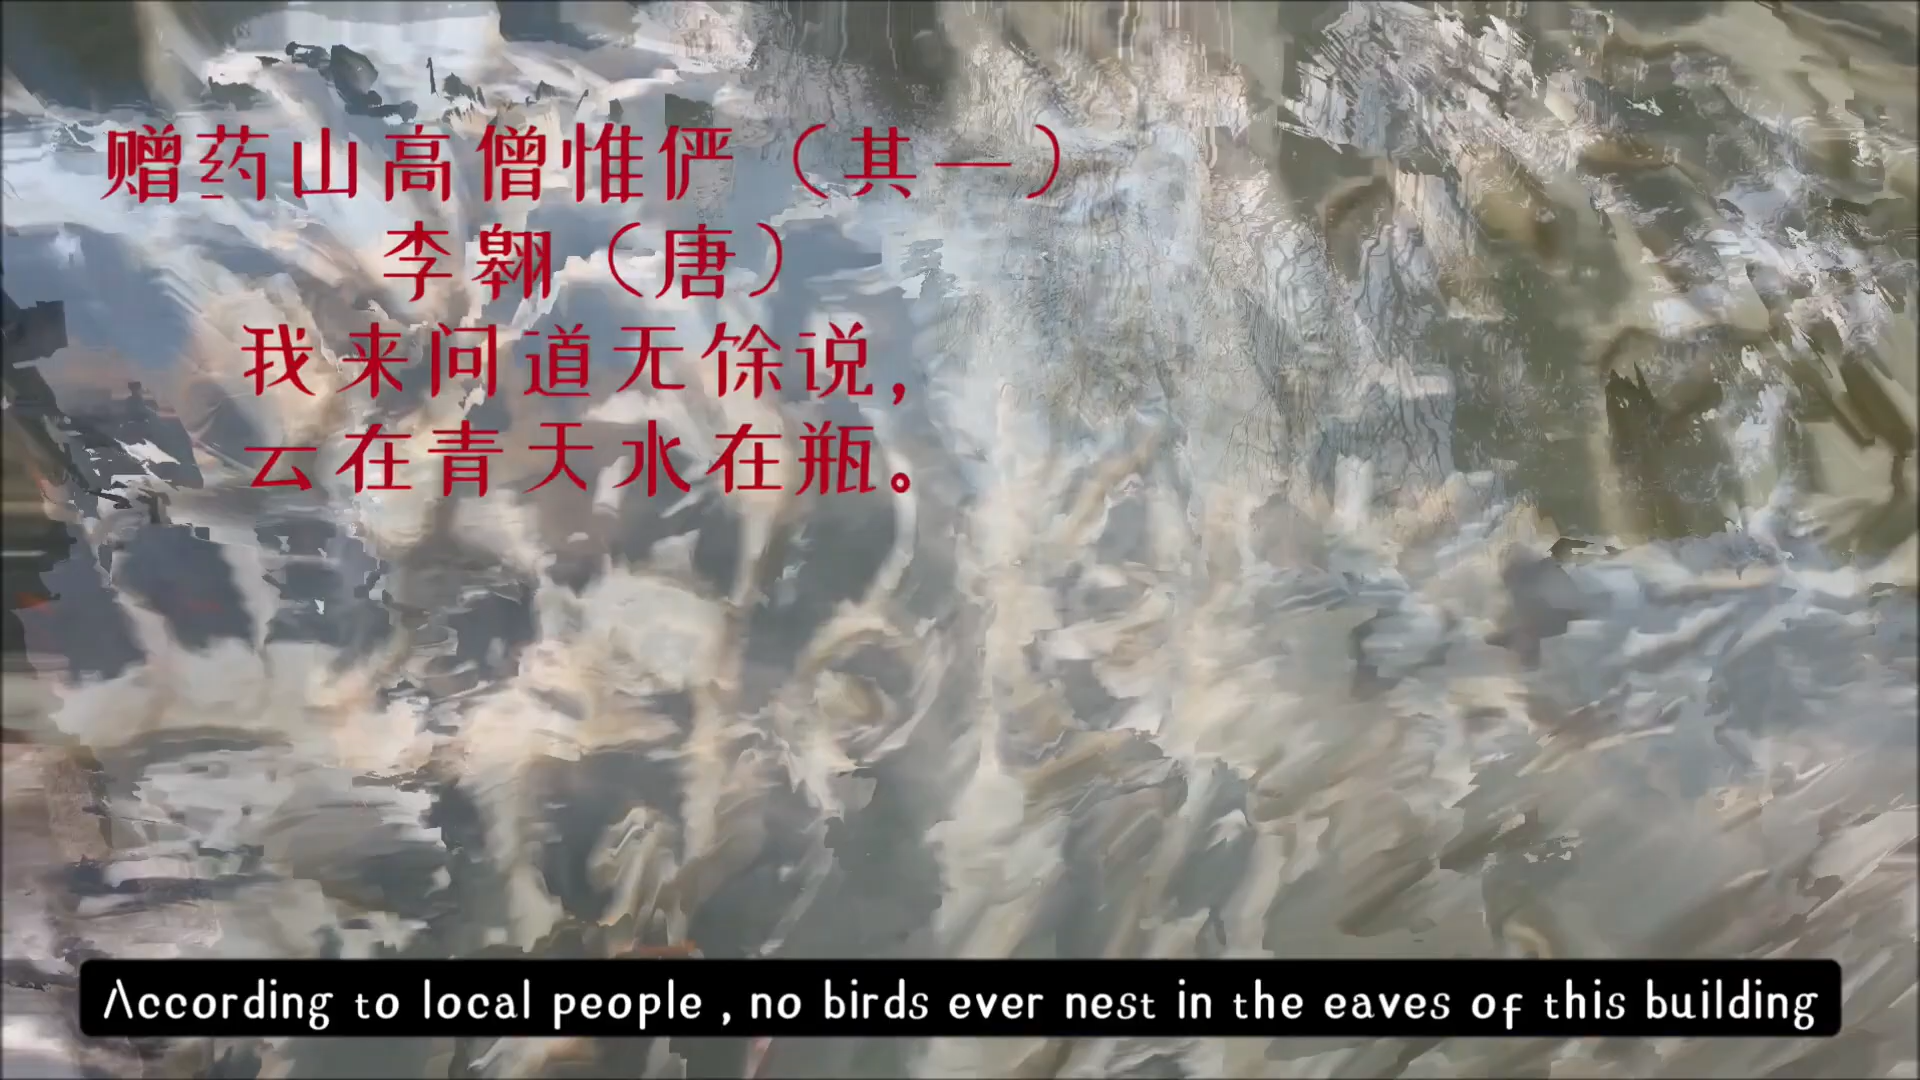 赠药山高僧惟俨（其一）
李翱（唐）
我来问道无馀说，
云在青天水在瓶。
According to local people , no birds ever nest in the eaves of this building